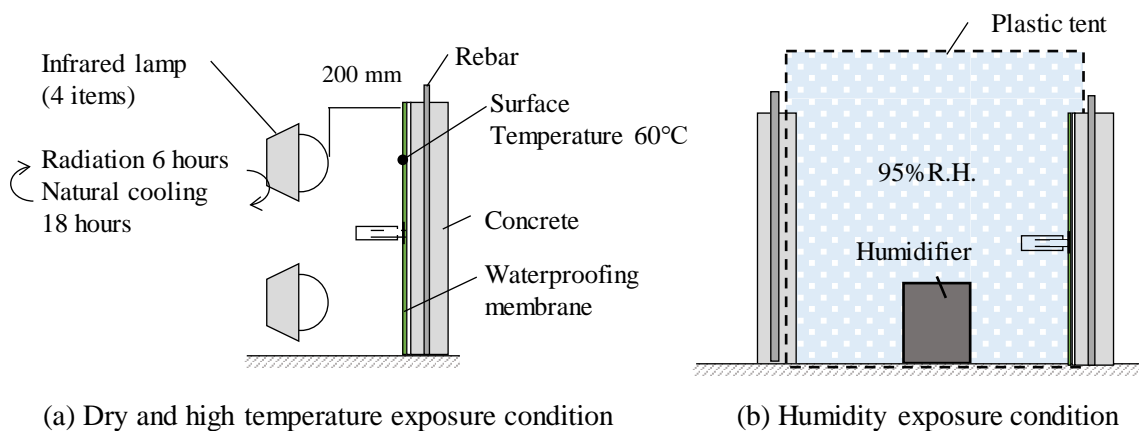 Infrared lamp
(4 items)
200 mm
Rebar
Surface
Temperature 60°C
Radiation 6 hours
Natural cooling
18 hours
Concrete
Waterproofing
membrane
(a) Dry and high temperature exposure condition
Plastic tent
95%R.H.
Humidifier
(b) Humidity exposure condition